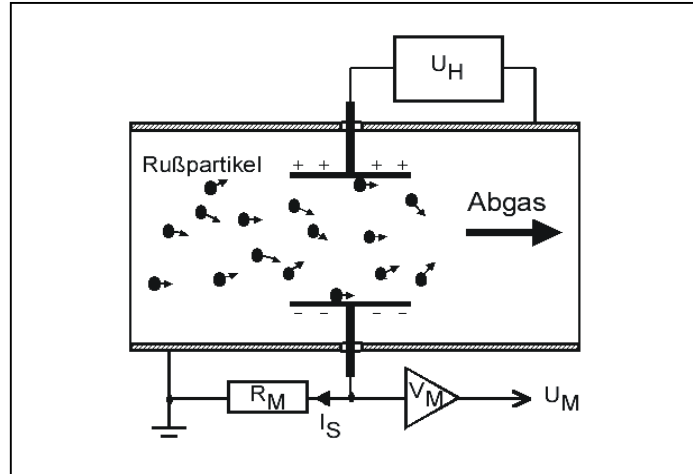 U_H
+ + + +
Rußpartikel
Abgas
– – – –
R_M
I_S
V_M
U_M